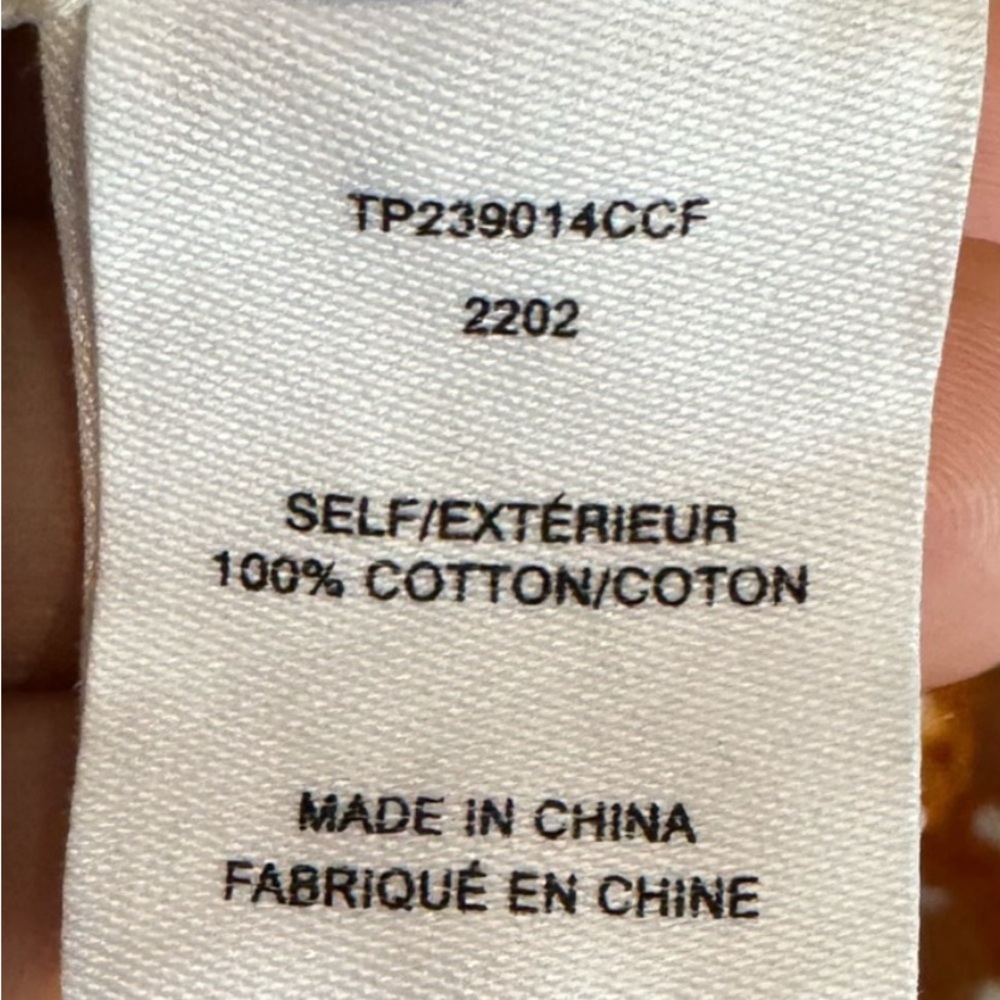 TP239014CCF
2202
SELF/EXTÉRIEUR
100% COTTON/COTON
MADE IN CHINA
FABRIQUÉ EN CHINE